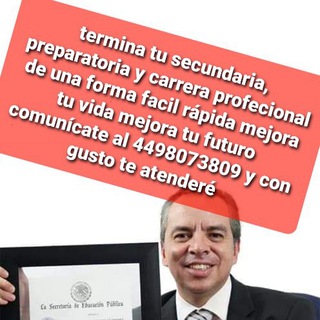 termina tu secundaria,
preparatoria y carrera profecional
de una forma facil rápida mejora
tu vida mejora tu futuro
comunícate al 4498073809 y con
gusto te atenderé
La Secretaría de Educación Pública